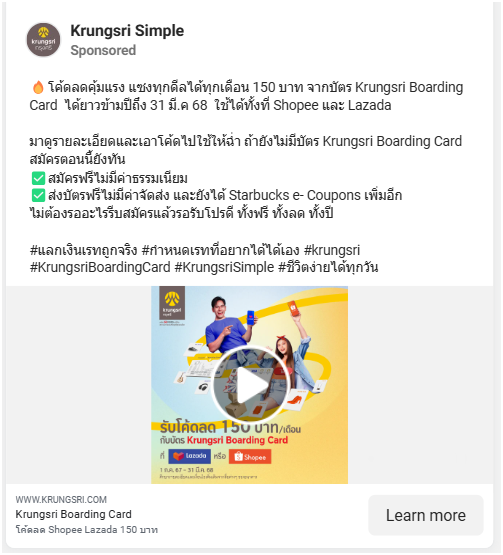 Krungsri Simple
Sponsored
🔥 โค้ดลดคุ้มแรง แซงทุกดีลได้ทุกเดือน 150 บาท จากบัตร Krungsri Boarding
Card ได้ยาวข้ามปีถึง 31 มี.ค 68 ใช้ได้ทั้งที่ Shopee และ Lazada
มาดูรายละเอียดและเอาโค้ดไปใช้ให้ฉ่ำ ถ้ายังไม่มีบัตร Krungsri Boarding Card
สมัครตอนนี้ยังทัน
✅สมัครฟรีไม่มีค่าธรรมเนียม
✅ส่งบัตรฟรีไม่มีค่าจัดส่ง และยังได้ Starbucks e- Coupons เพิ่มอีก
ไม่ต้องรออะไรรีบสมัครแล้วรอรับโปรดี ทั้งฟรี ทั้งลด ทั้งปี
#แลกเงินเรทถูกจริง #กำหนดเรทที่อยากได้ได้เอง #krungsri
#KrungsriBoardingCard #KrungsriSimple #ชีวิตง่ายได้ทุกวัน
krungsri
กรุงศรี
รับโค้ดลด 150 บาท/เดือน
กับบัตร Krungsri Boarding Card
ที่ Lazada หรือ Shopee
1 ต.ค. 67 - 31 มี.ค. 68
WWW.KRUNGSRI.COM
Krungsri Boarding Card
โค้ดลด Shopee Lazada 150 บาท
Learn more